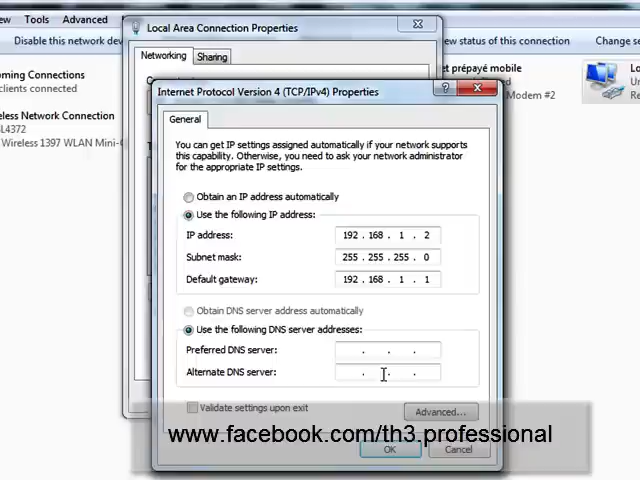 ew Tools Advanced
Local Area Connection Properties
Disable this network dev
ew status of this connection Change se
Networking Sharing
oming Connections
clients connected
et prépayé mobile
Modem #2
Lo
Internet Protocol Version 4 (TCP/IPv4) Properties
reless Network Connection
L4372
Wireless 1397 WLAN Mini-C
General
You can get IP settings assigned automatically if your network supports
this capability. Otherwise, you need to ask your network administrator
for the appropriate IP settings.
Obtain an IP address automatically
Use the following IP address:
IP address: 192 . 168 . 1 . 2
Subnet mask: 255 . 255 . 255 . 0
Default gateway: 192 . 168 . 1 . 1
Obtain DNS server address automatically
Use the following DNS server addresses:
Preferred DNS server: . . .
Alternate DNS server: . . .
Validate settings upon exit
Advanced...
www.facebook.com/th3.professional
OK Cancel